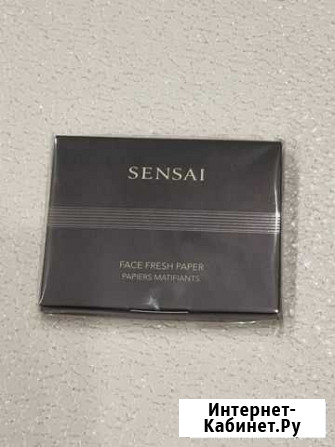 SENSAI
FACE FRESH PAPER
PAPIERS MATIFIANTS
Интернет-
Кабинет.Ру